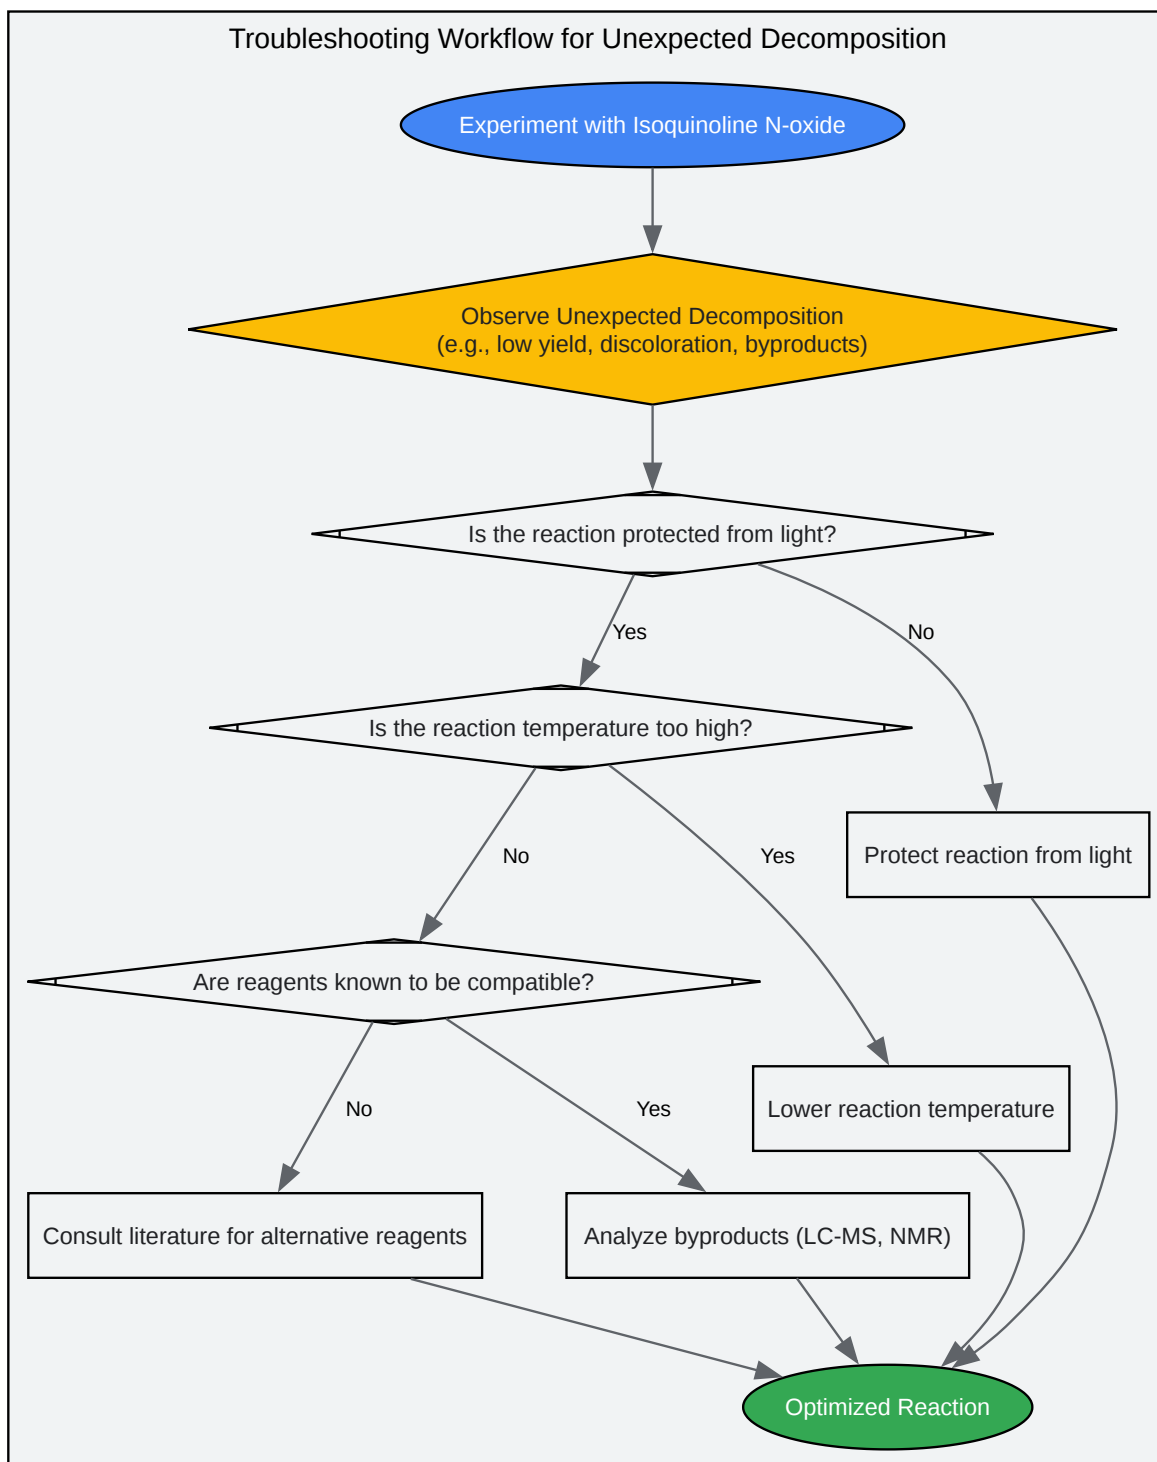 Troubleshooting Workflow for Unexpected Decomposition
Experiment with Isoquinoline N-oxide
Observe Unexpected Decomposition
(e.g., low yield, discoloration, byproducts)
Is the reaction protected from light?
Yes
No
Is the reaction temperature too high?
No
Yes
Protect reaction from light
Are reagents known to be compatible?
No
Yes
Lower reaction temperature
Consult literature for alternative reagents
Analyze byproducts (LC-MS, NMR)
Optimized Reaction